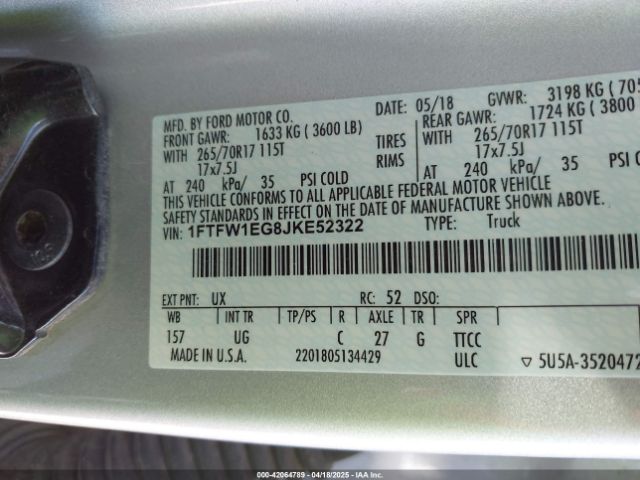 MFD. BY FORD MOTOR CO.
DATE: 05/18 GVWR: 3198 KG ( 705
FRONT GAWR: 1633 KG ( 3600 LB)
REAR GAWR: 1724 KG ( 3800
WITH 265/70R17 115T TIRES WITH 265/70R17 115T
17x7.5J RIMS 17x7.5J
AT 240 kPa/ 35 PSI COLD AT 240 kPa/ 35 PSI CO
THIS VEHICLE CONFORMS TO ALL APPLICABLE FEDERAL MOTOR VEHICLE
SAFETY STANDARDS IN EFFECT ON THE DATE OF MANUFACTURE SHOWN ABOVE.
VIN: 1FTFW1EG8JKE52322 TYPE: Truck
EXT PNT: UX RC: 52 DSO:
WB INT TR TP/PS R AXLE TR SPR
157 UG C 27 G TTCC
MADE IN U.S.A. 2201805134429 ULC ▽ 5U5A-3520472
000-42064789 - 04/18/2025 - IAA Inc.